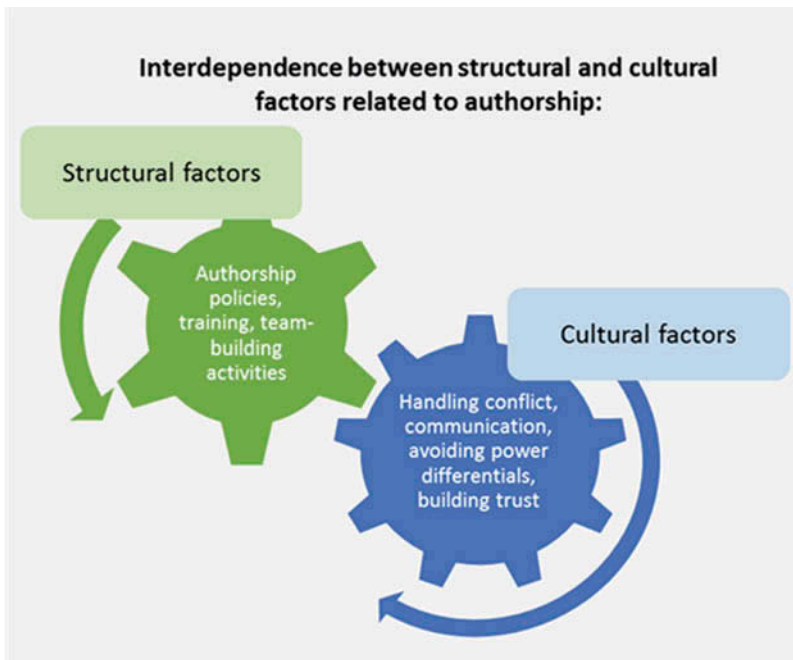 Interdependence between structural and cultural
factors related to authorship:
Structural factors
Authorship
policies,
training, team-
building
activities
Cultural factors
Handling conflict,
communication,
avoiding power
differentials,
building trust